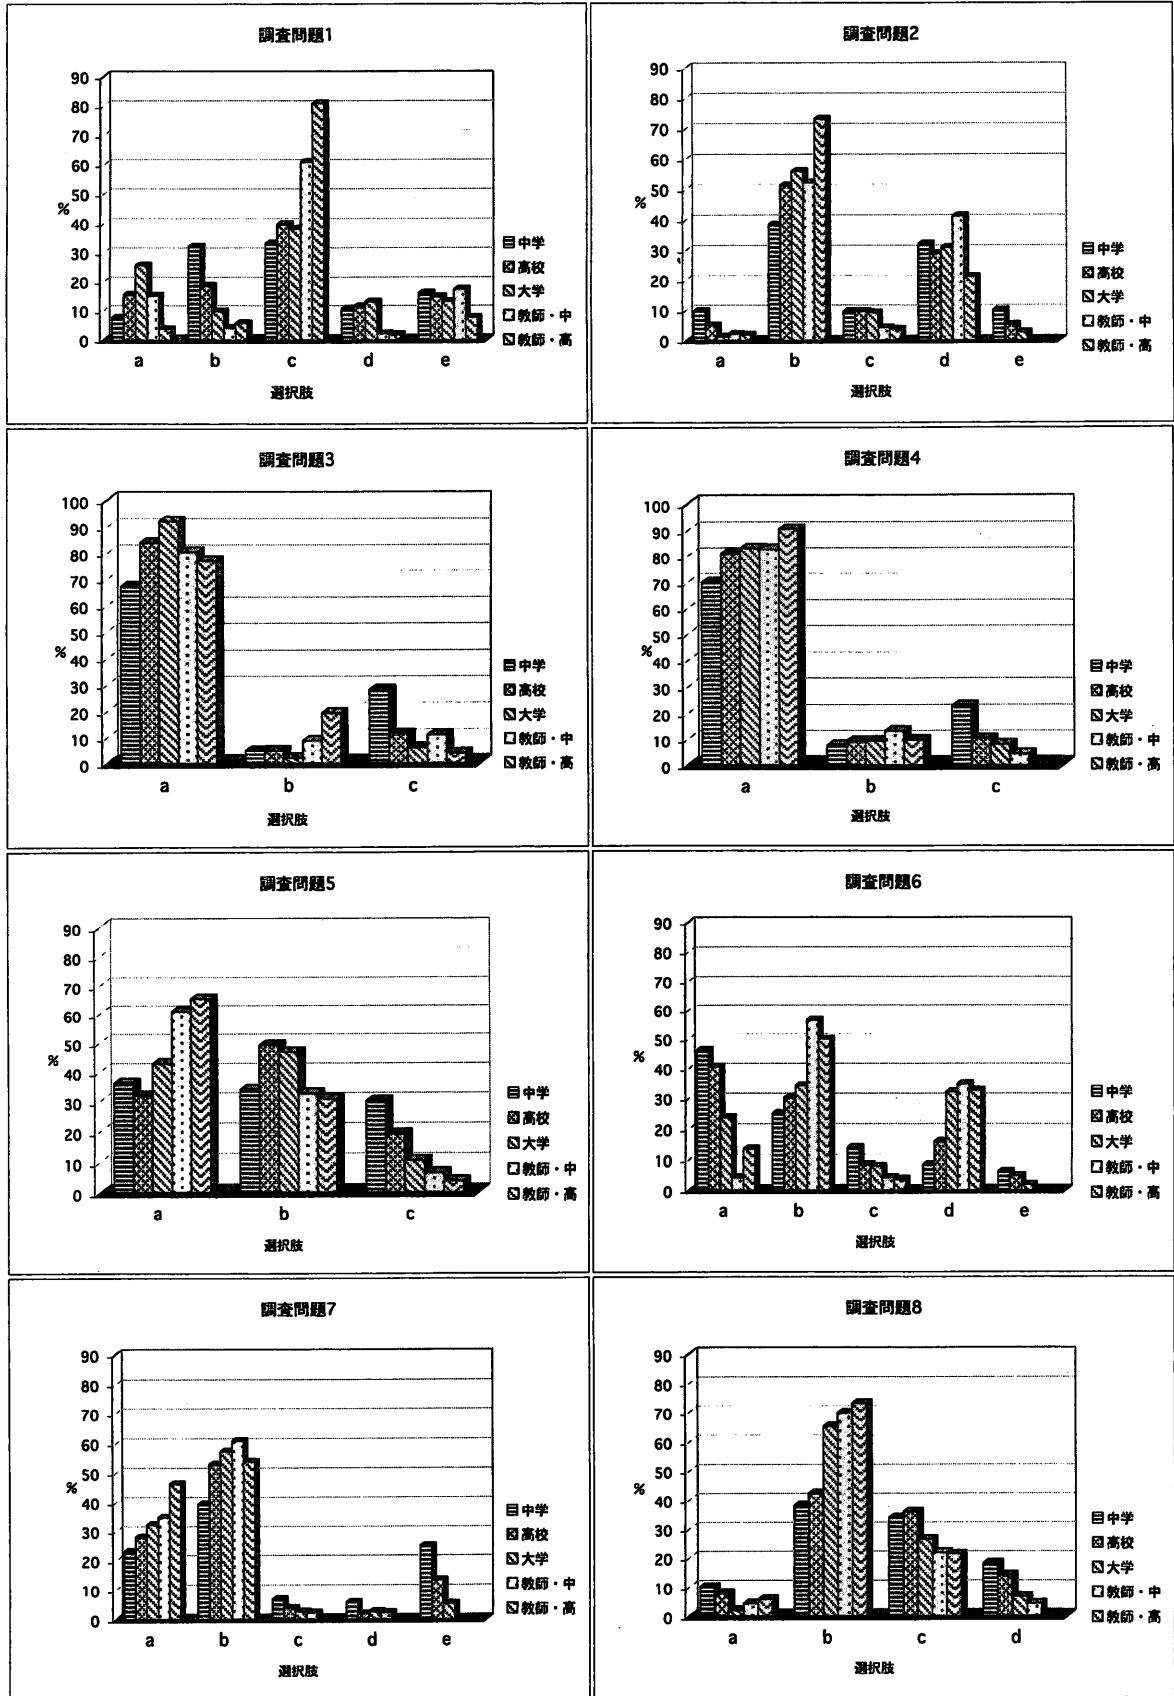 調査問題1
90
80
70
60
50
%
40
30
20
10
0
a b c d e
選択肢
中学
高校
大学
教師・中
教師・高
調査問題2
90
80
70
60
50
%
40
30
20
10
0
a b c d e
選択肢
中学
高校
大学
教師・中
教師・高
調査問題3
100
90
80
70
60
50
%
40
30
20
10
0
a b c
選択肢
中学
高校
大学
教師・中
教師・高
調査問題4
100
90
80
70
60
50
%
40
30
20
10
0
a b c
選択肢
中学
高校
大学
教師・中
教師・高
調査問題5
90
80
70
60
50
%
40
30
20
10
0
a b c
選択肢
中学
高校
大学
教師・中
教師・高
調査問題6
90
80
70
60
50
%
40
30
20
10
0
a b c d e
選択肢
中学
高校
大学
教師・中
教師・高
調査問題7
90
80
70
60
50
%
40
30
20
10
0
a b c d e
選択肢
中学
高校
大学
教師・中
教師・高
調査問題8
90
80
70
60
50
%
40
30
20
10
0
a b c d
選択肢
中学
高校
大学
教師・中
教師・高